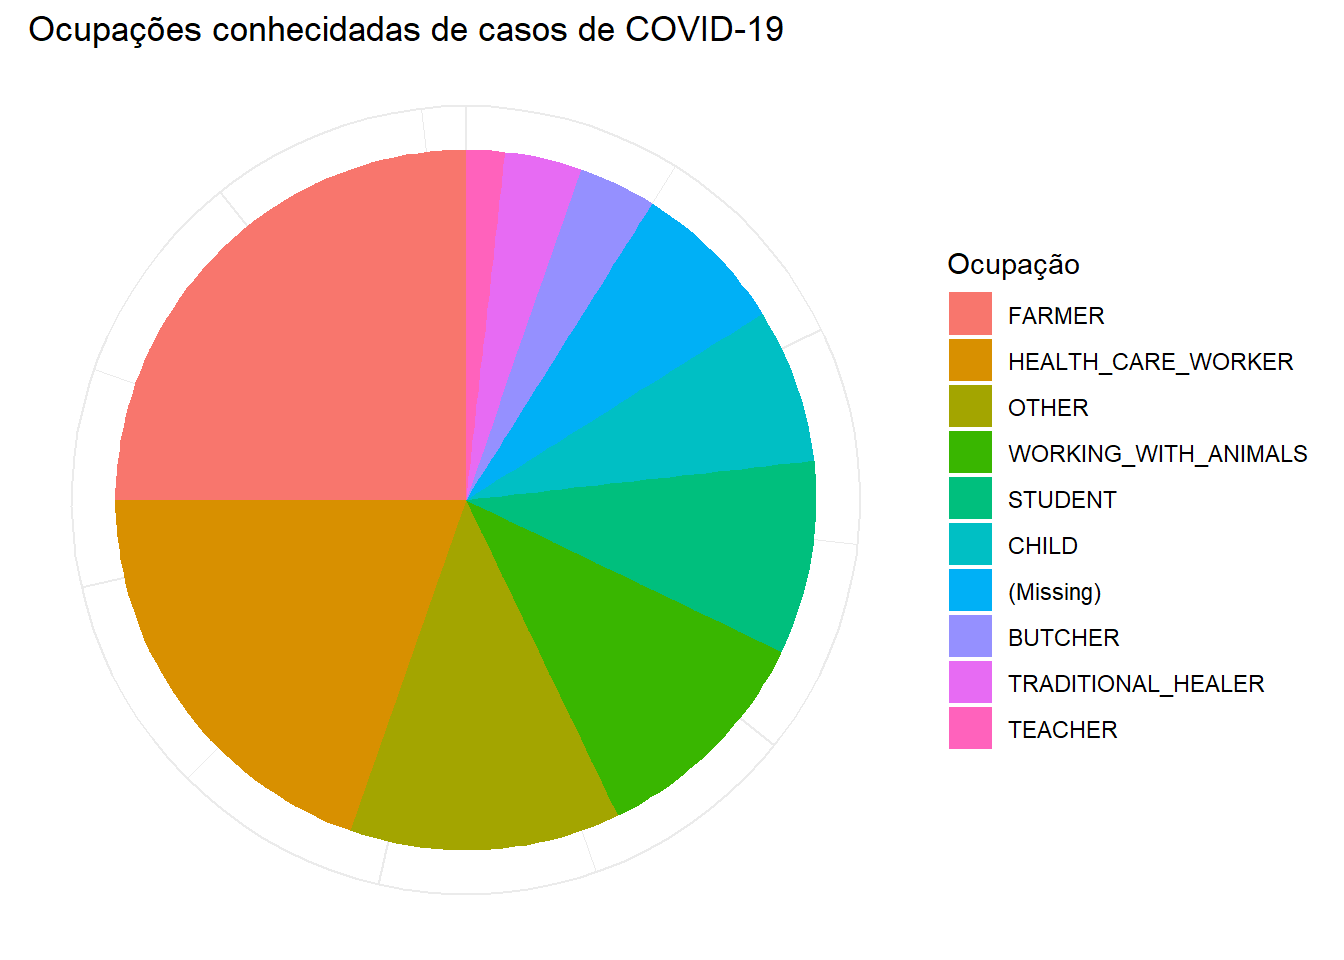 Ocupações conhecidadas de casos de COVID-19
Ocupação
FARMER
HEALTH_CARE_WORKER
OTHER
WORKING_WITH_ANIMALS
STUDENT
CHILD
(Missing)
BUTCHER
TRADITIONAL_HEALER
TEACHER